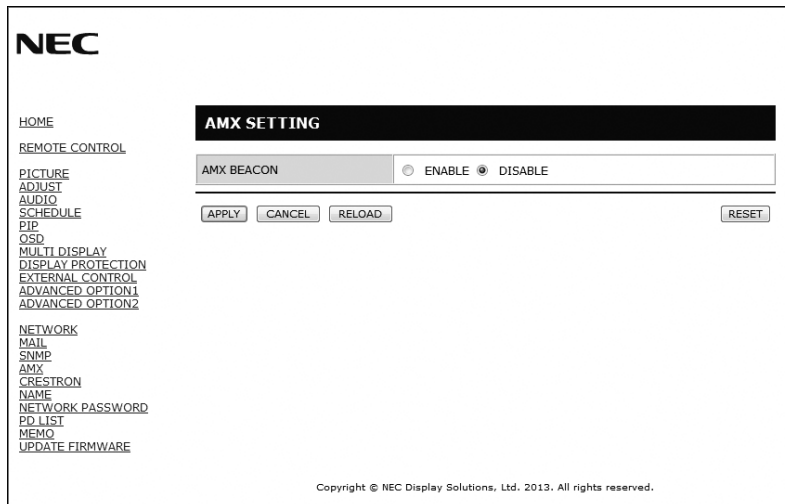 NEC
HOME
REMOTE CONTROL
PICTURE
ADJUST
AUDIO
SCHEDULE
PIP
OSD
MULTI DISPLAY
DISPLAY PROTECTION
EXTERNAL CONTROL
ADVANCED OPTION1
ADVANCED OPTION2
NETWORK
MAIL
SNMP
AMX
CRESTRON
NAME
NETWORK PASSWORD
PD LIST
MEMO
UPDATE FIRMWARE
AMX SETTING
AMX BEACON ENABLE DISABLE
APPLY CANCEL RELOAD RESET
Copyright © NEC Display Solutions, Ltd. 2013. All rights reserved.